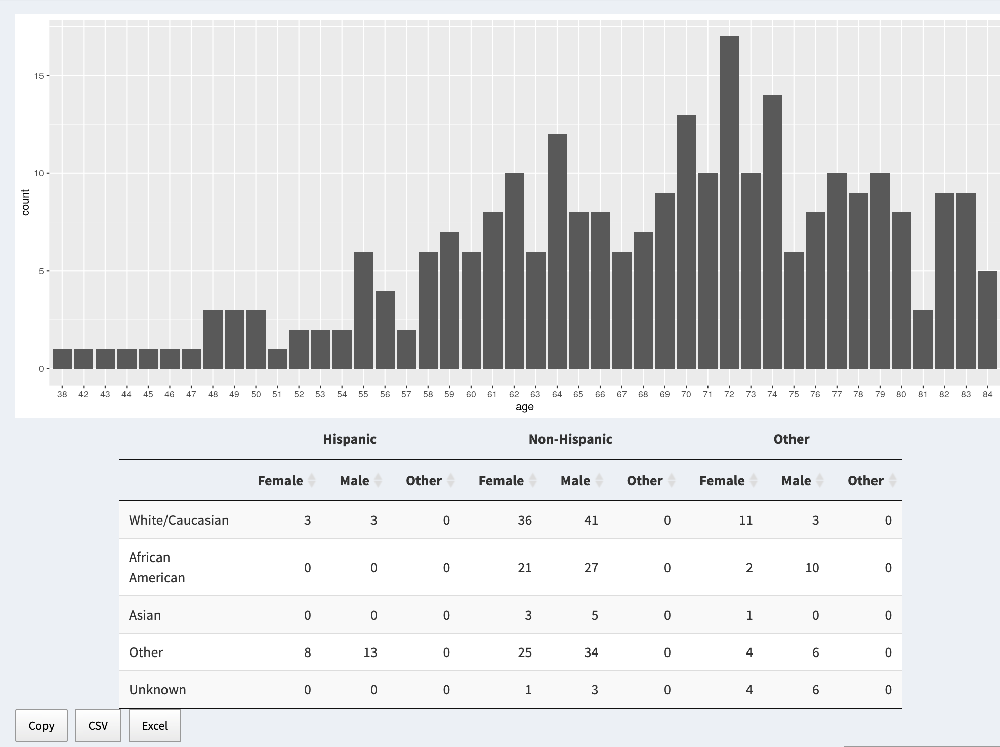 15
10
5
0
count
38 42 43 44 45 46 47 48 49 50 51 52 53 54 55 56 57 58 59 60 61 62 63 64 65 66 67 68 69 70 71 72 73 74 75 76 77 78 79 80 81 82 83 84
age
Hispanic Non-Hispanic Other
Female Male Other Female Male Other Female Male Other
White/Caucasian 3 3 0 36 41 0 11 3 0
African
American 0 0 0 21 27 0 2 10 0
Asian 0 0 0 3 5 0 1 0 0
Other 8 13 0 25 34 0 4 6 0
Unknown 0 0 0 1 3 0 4 6 0
Copy CSV Excel